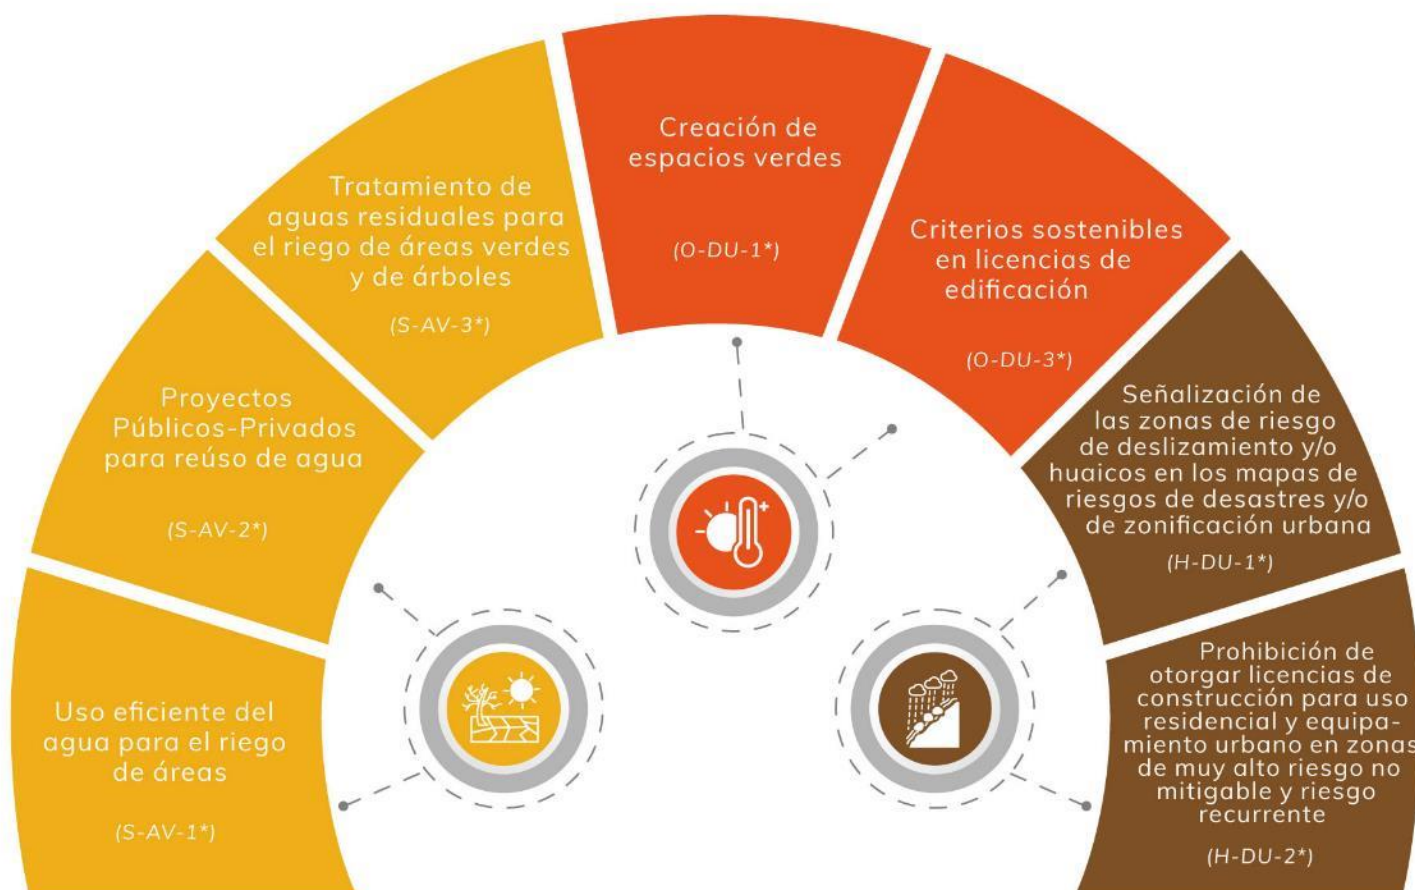 Uso eficiente del
agua para el riego
de áreas
(S-AV-1*)
Proyectos
Públicos-Privados
para reúso de agua
(S-AV-2*)
Tratamiento de
aguas residuales para
el riego de áreas verdes
y de árboles
(S-AV-3*)
Creación de
espacios verdes
(O-DU-1*)
Criterios sostenibles
en licencias de
edificación
(O-DU-3*)
Señalización de
las zonas de riesgo
de deslizamiento y/o
huaicos en los mapas de
riesgos de desastres y/o
de zonificación urbana
(H-DU-1*)
Prohibición de
otorgar licencias de
construcción para uso
residencial y equipa-
miento urbano en zonas
de muy alto riesgo no
mitigable y riesgo
recurrente
(H-DU-2*)